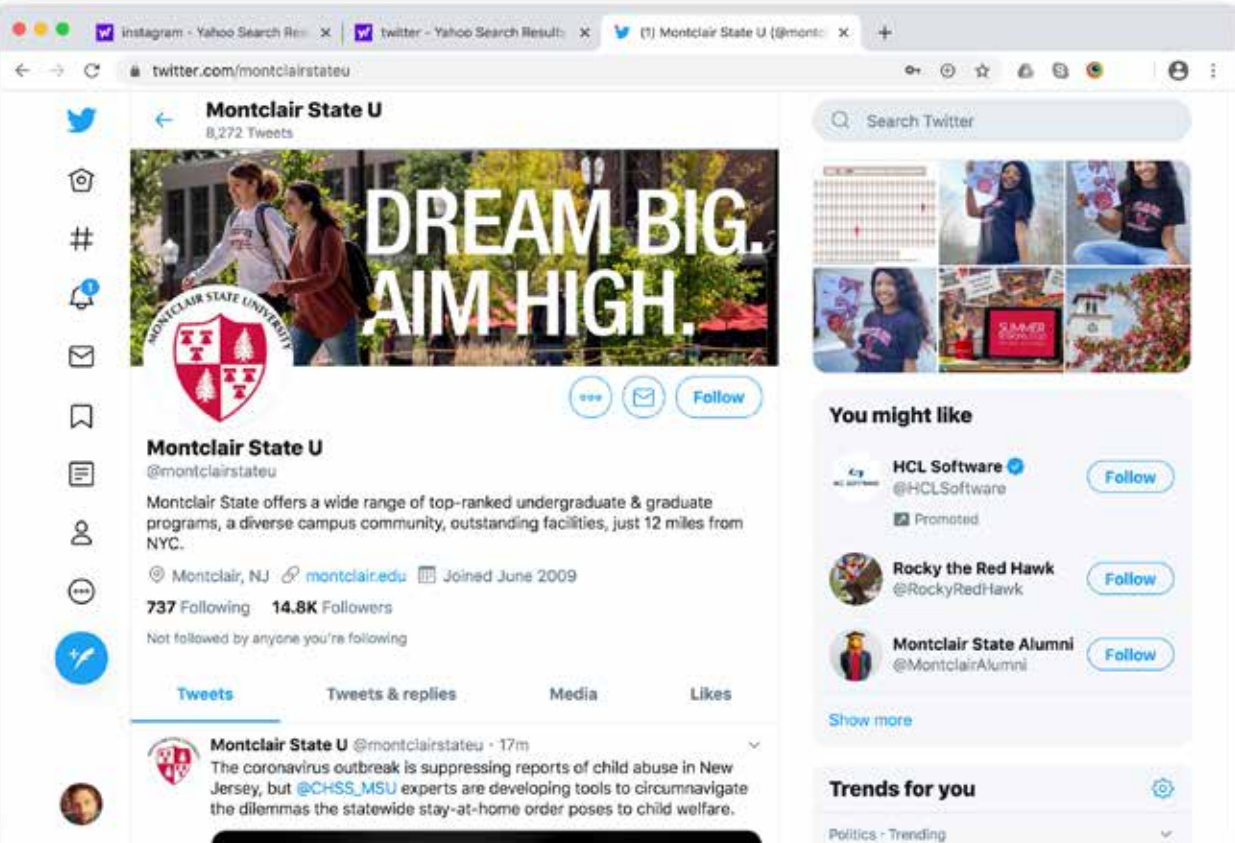 instagram - Yahoo Search Res
twitter - Yahoo Search Results
(1) Montclair State U (@montc
twitter.com/montclairstateu
Montclair State U
8,272 Tweets
Search Twitter
DREAM BIG.
AIM HIGH.
MONTCLAIR STATE UNIVERSITY
SUMMER
SESSIONS 2020
1
Follow
Montclair State U
@montclairstateu
Montclair State offers a wide range of top-ranked undergraduate & graduate
programs, a diverse campus community, outstanding facilities, just 12 miles from
NYC.
Montclair, NJ montclair.edu Joined June 2009
737 Following 14.8K Followers
Not followed by anyone you're following
Tweets Tweets & replies Media Likes
Montclair State U @montclairstateu · 17m
The coronavirus outbreak is suppressing reports of child abuse in New
Jersey, but @CHSS_MSU experts are developing tools to circumnavigate
the dilemmas the statewide stay-at-home order poses to child welfare.
You might like
HCL Software
@HCLSoftware
Promoted
Follow
Rocky the Red Hawk
@RockyRedHawk
Follow
Montclair State Alumni
@MontclairAlumni
Follow
Show more
Trends for you
Politics · Trending